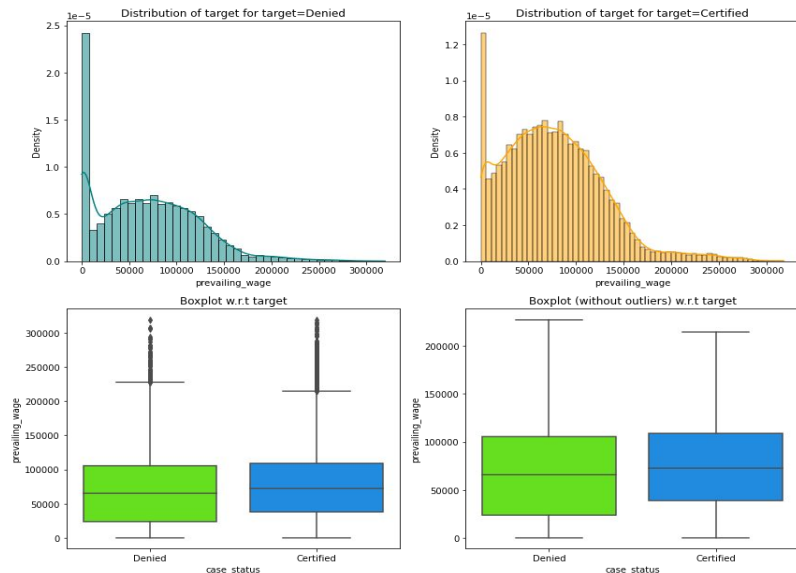 Distribution of target for target=Denied
1e-5
2.5
2.0
1.5
1.0
0.5
0.0
Density
0 50000 100000 150000 200000 250000 300000
prevailing_wage
Distribution of target for target=Certified
1e-5
1.2
1.0
0.8
0.6
0.4
0.2
0.0
Density
0 50000 100000 150000 200000 250000 300000
prevailing_wage
Boxplot w.r.t target
300000
250000
200000
150000
100000
50000
0
prevailing_wage
Denied Certified
case_status
Boxplot (without outliers) w.r.t target
200000
150000
100000
50000
0
prevailing_wage
Denied Certified
case_status